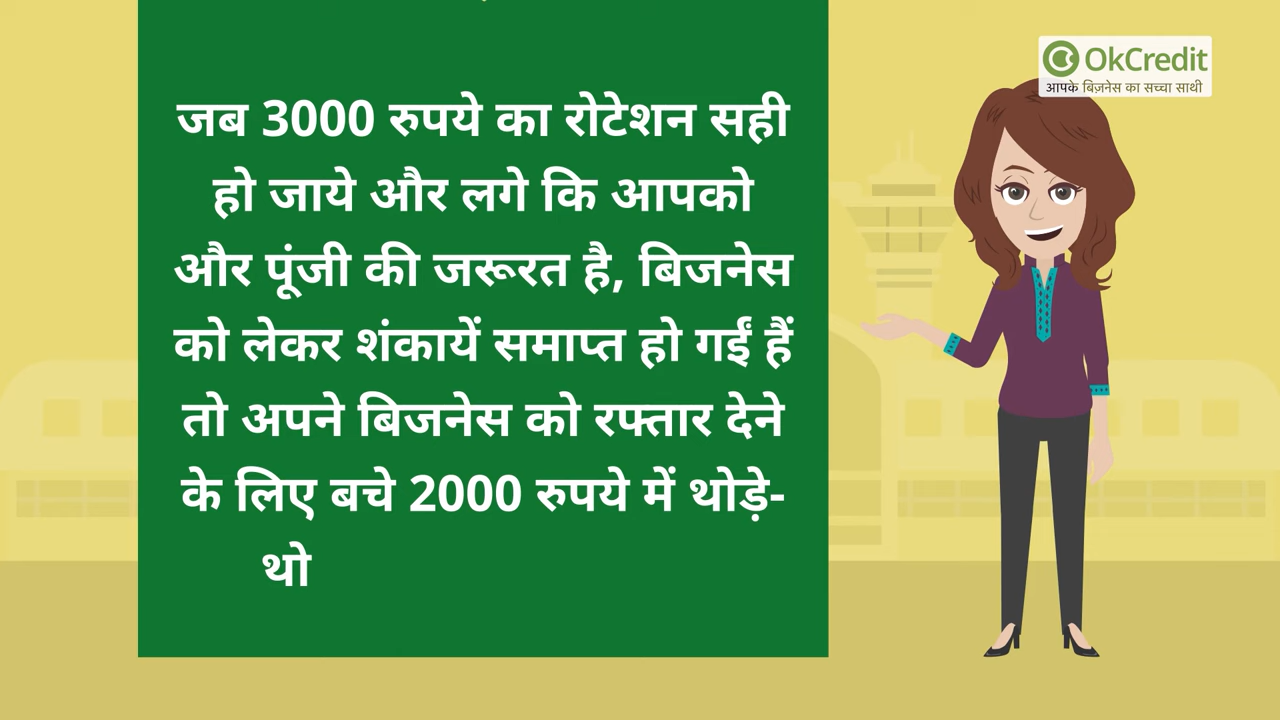 OkCredit
आपके बिज़नेस का सच्चा साथी
जब 3000 रुपये का रोटेशन सही
हो जाये और लगे कि आपको
और पूंजी की जरूरत है, बिजनेस
को लेकर शंकायें समाप्त हो गईं हैं
तो अपने बिजनेस को रफ्तार देने
के लिए बचे 2000 रुपये में थोड़े-
थो